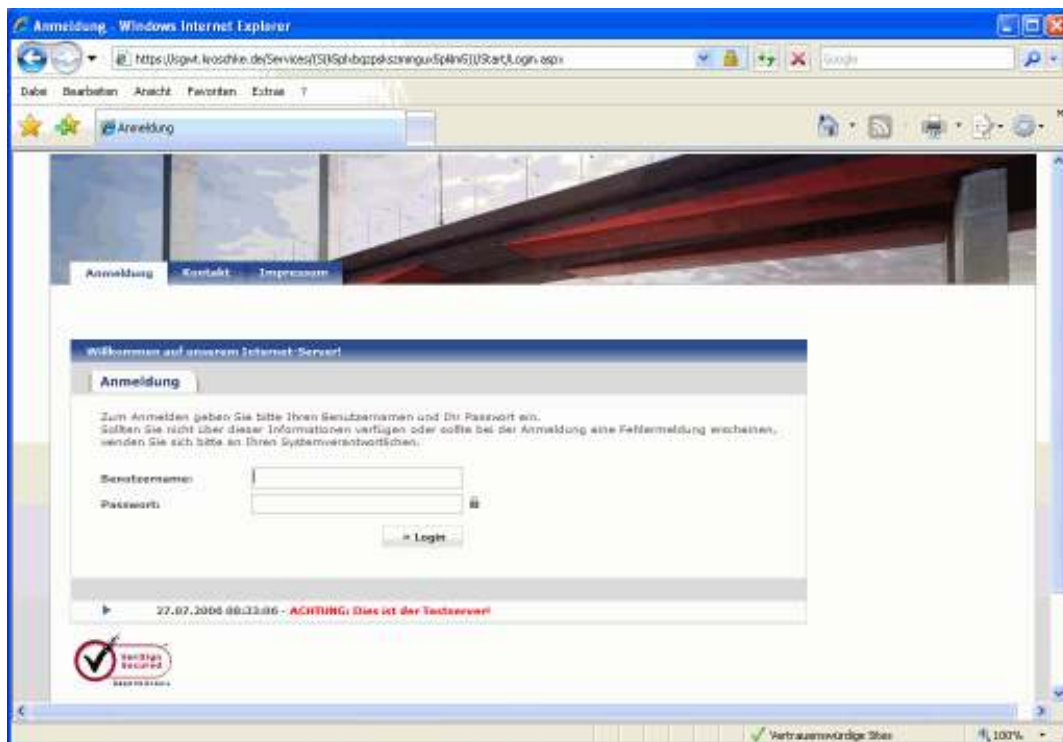 Anmeldung - Windows Internet Explorer
Google
Datei Bearbeiten Ansicht Favoriten Extras ?
Anmeldung
Anmeldung Kontakt Impressum
Willkommen auf unserem Internet-Server!
Anmeldung
Zum Anmelden geben Sie bitte Ihren Benutzernamen und Ihr Passwort ein.
Sollten Sie nicht über dieser Informationen verfügen oder sollte bei der Anmeldung eine Fehlermeldung erscheinen,
wenden Sie sich bitte an Ihren Systemverantwortlichen.
Benutzername:
Passwort:
» Login
27.07.2006 08:33:06 - ACHTUNG: Dies ist der Testserver!
VeriSign
Secured
Vertrauenswürdige Sites 100%